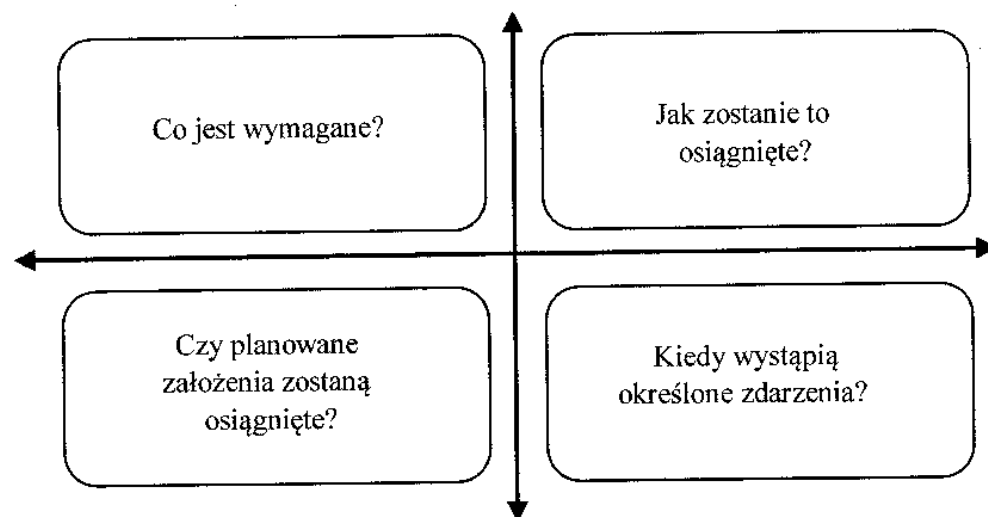 Co jest wymagane?
Jak zostanie to
osiągnięte?
Czy planowane
założenia zostaną
osiągnięte?
Kiedy wystąpią
określone zdarzenia?